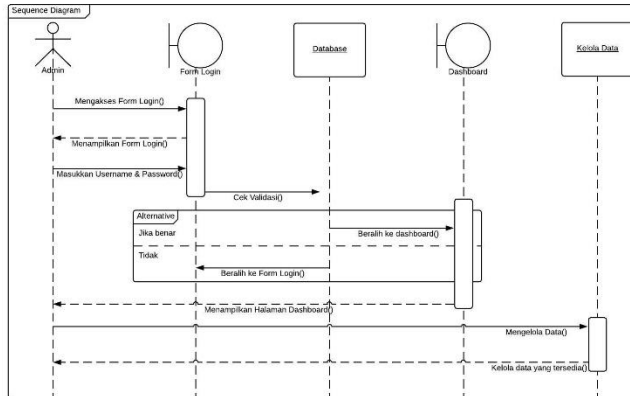 Sequence Diagram
Admin
Form Login
Database
Dashboard
Kelola Data
Mengakses Form Login()
Menampilkan Form Login()
Masukkan Username & Password()
Cek Validasi()
Alternative
Jika benar
Beralih ke dashboard()
Tidak
Beralih ke Form Login()
Menampilkan Halaman Dashboard()
Mengelola Data()
Kelola data yang tersedia()